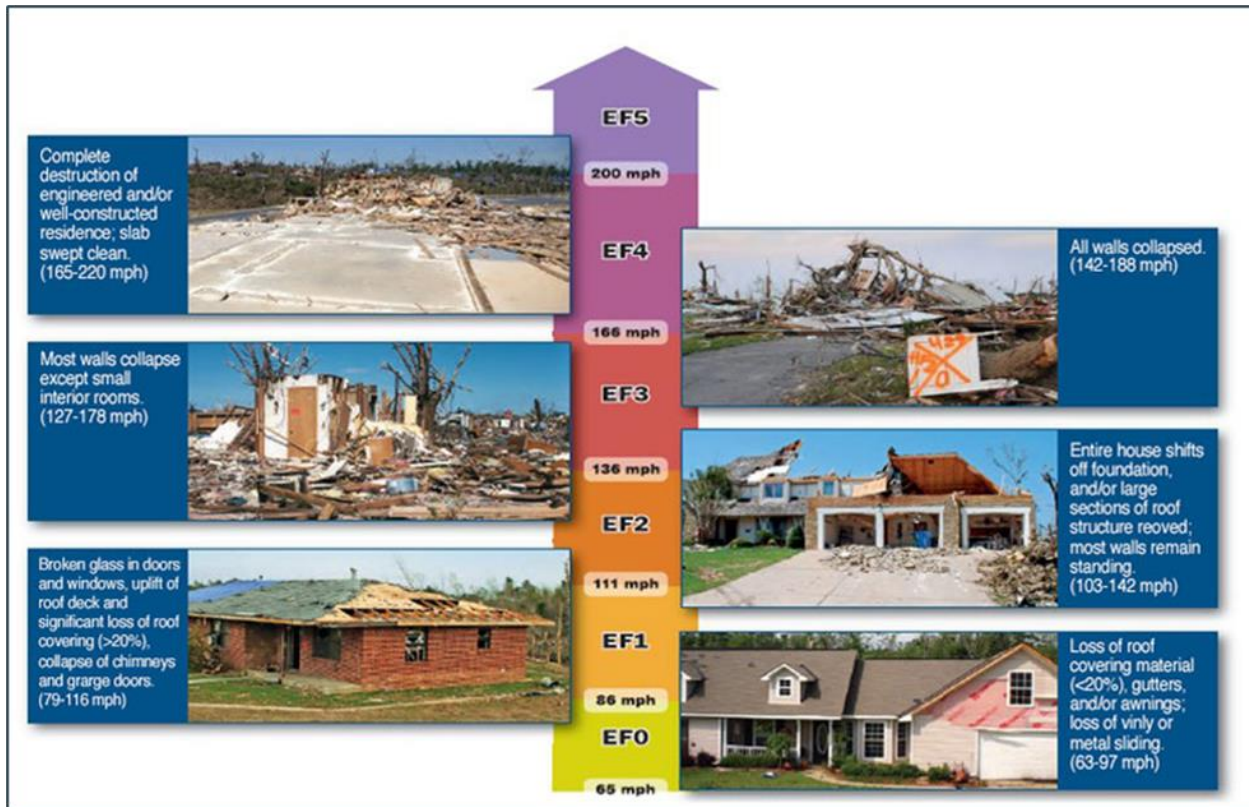 EF5
200 mph
EF4
166 mph
EF3
136 mph
EF2
111 mph
EF1
86 mph
EF0
65 mph
Complete
destruction of
engineered and/or
well-constructed
residence; slab
swept clean.
(165-220 mph)
All walls collapsed.
(142-188 mph)
Most walls collapse
except small
interior rooms.
(127-178 mph)
Entire house shifts
off foundation,
and/or large
sections of roof
structure reoved;
most walls remain
standing.
(103-142 mph)
Broken glass in doors
and windows, uplift of
roof deck and
significant loss of roof
covering (>20%),
collapse of chimneys
and grarge doors.
(79-116 mph)
Loss of roof
covering material
(<20%), gutters,
and/or awnings;
loss of vinly or
metal sliding.
(63-97 mph)